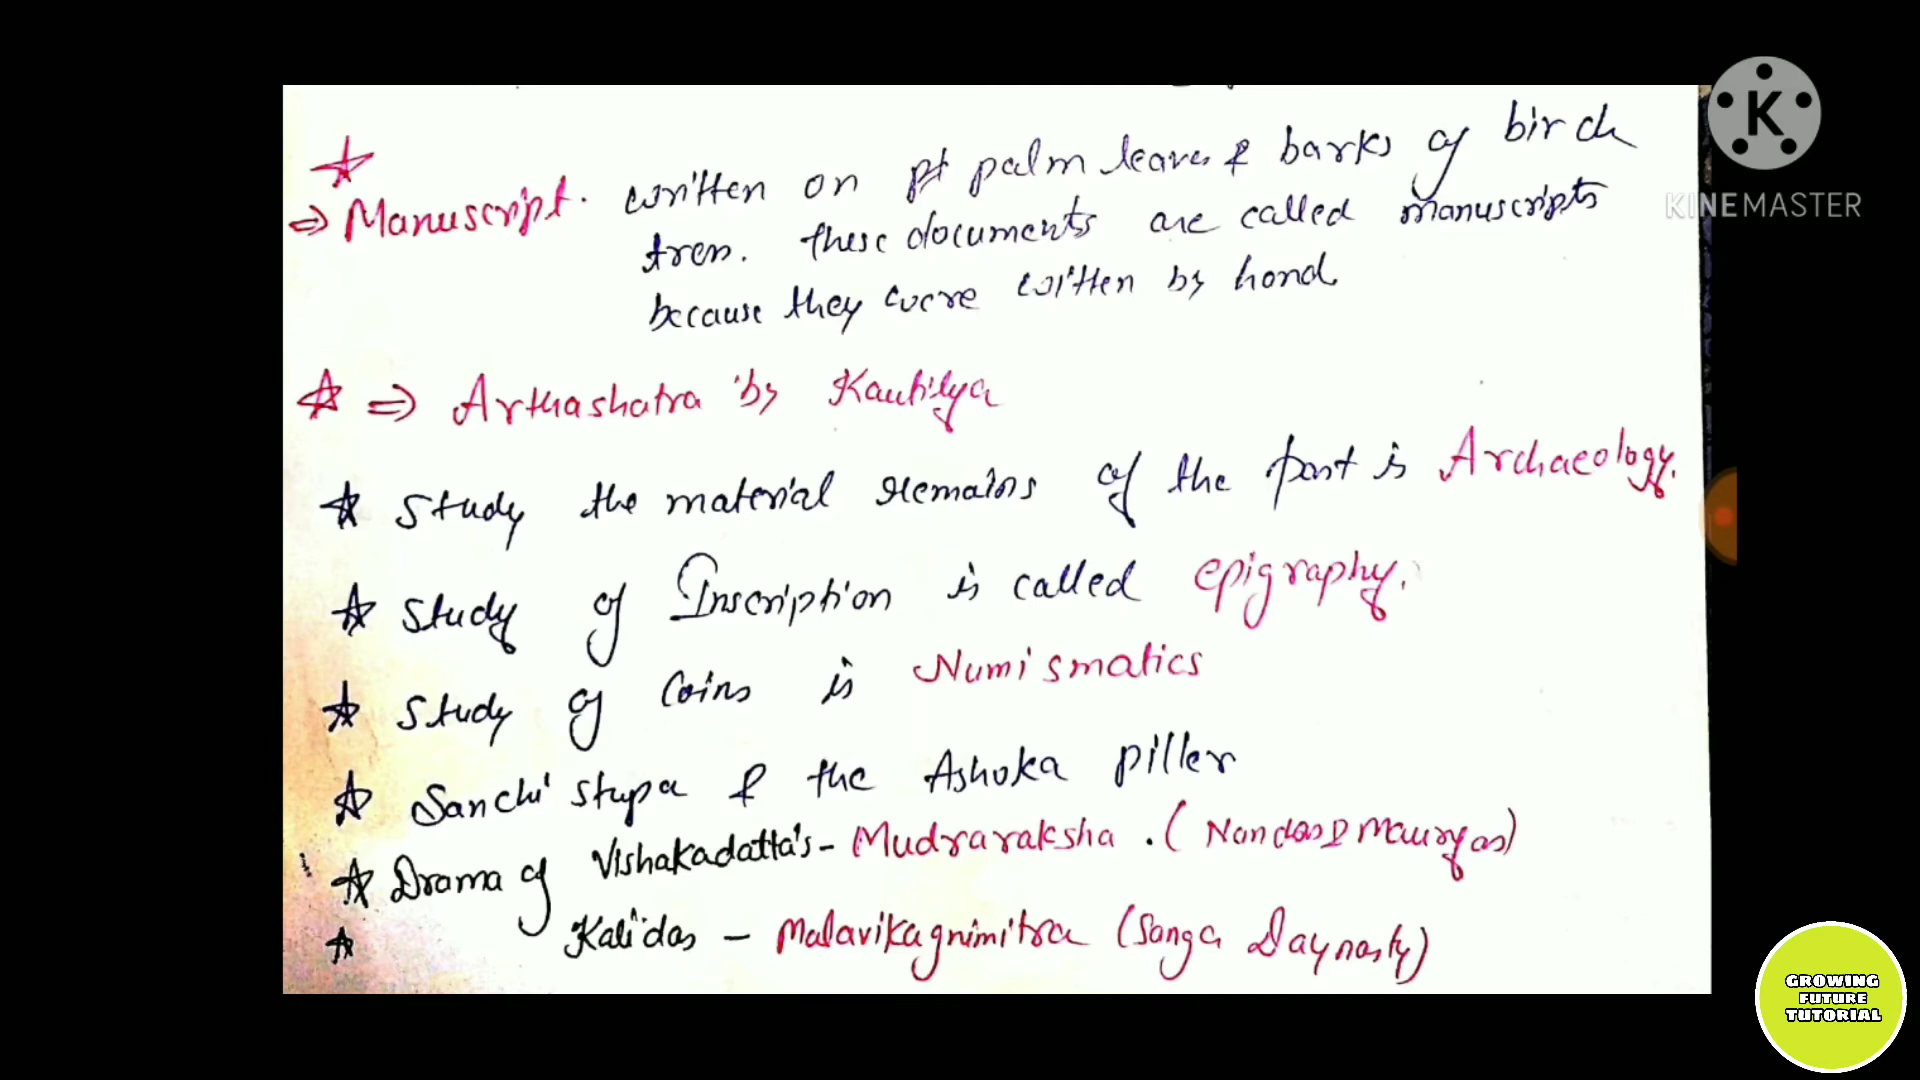 ⇒ Manuscript. written on pt palm leaves & barks of birch
trees. these documents are called manuscripts
because they were written by hand
⇒ Arthashatra by Kautilya
Study the material remains of the past is Archaeology.
Study of Inscription is called epigraphy.
Study of Coins is Numismatics
Sanchi stupa & the Ashoka piller
Drama of Vishakadatta's - Mudraraksha. (Nandas & Mauryas)
Kalidas - Malavikagnimitra (Sanga Daynasty)
K
KINEMASTER
GROWING
FUTURE
TUTORIAL